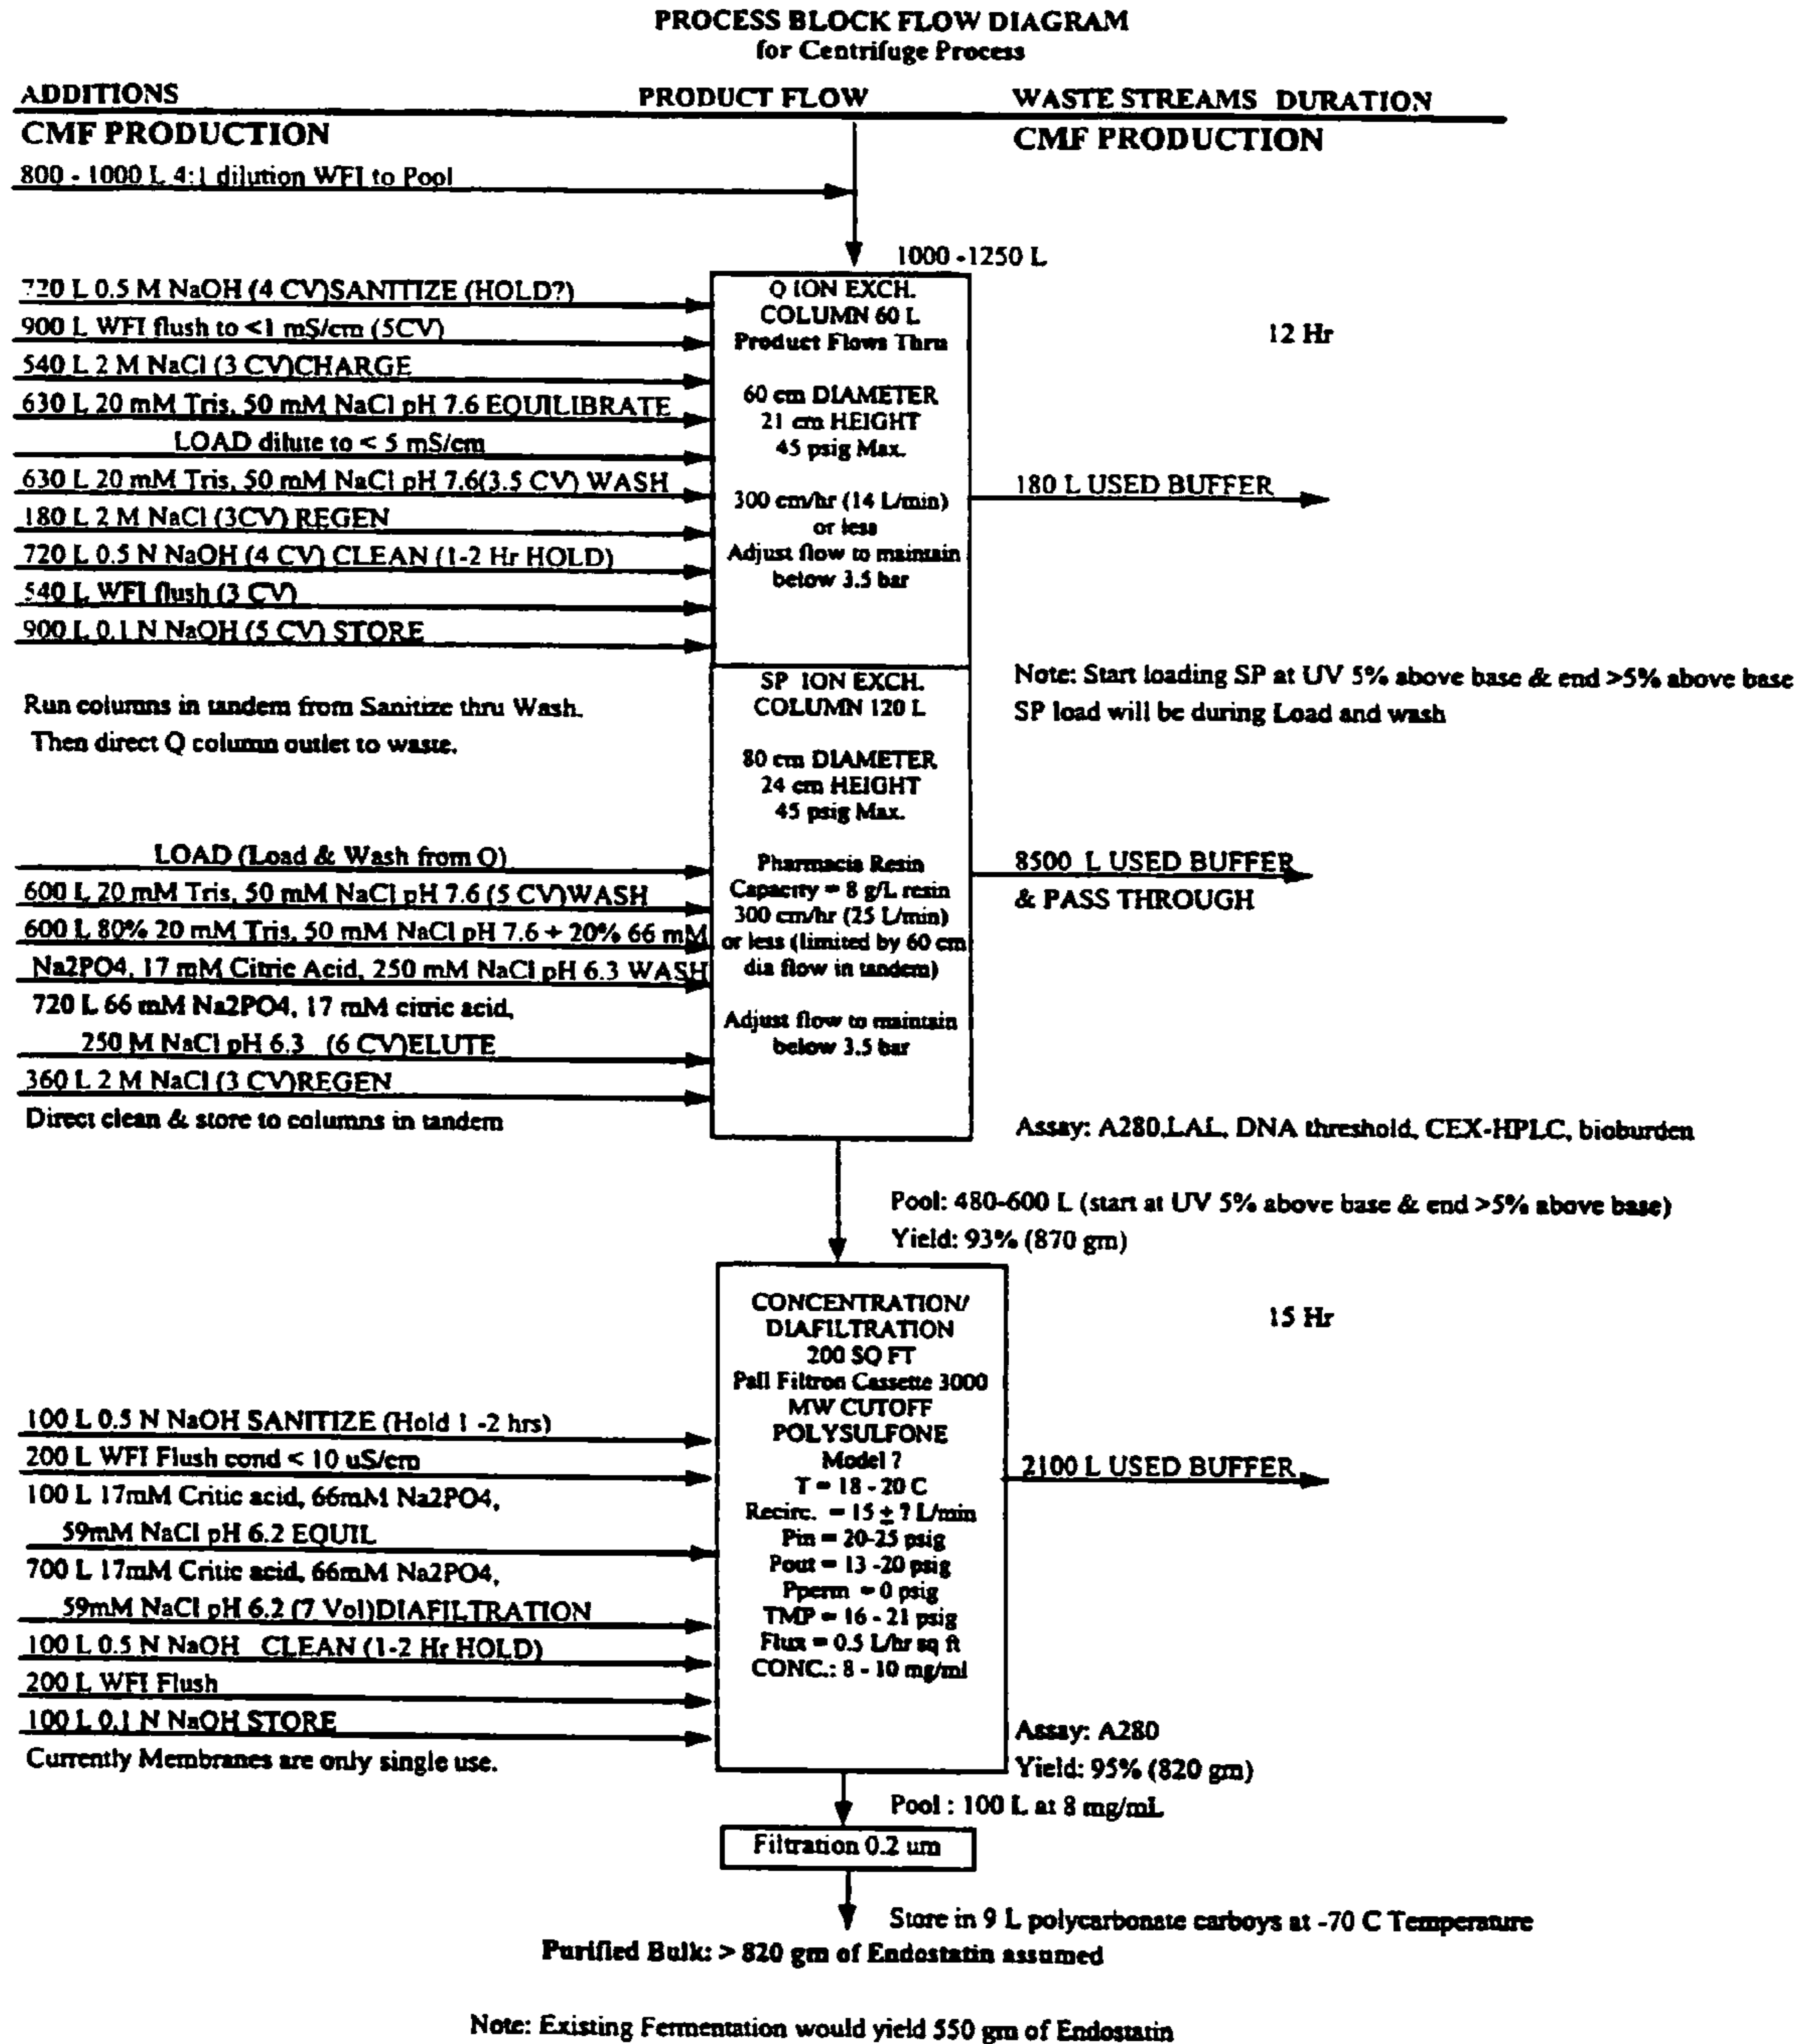 PROCESS BLOCK FLOW DIAGRAM
for Centrifuge Process
ADDITIONS PRODUCT FLOW WASTE STREAMS DURATION
CMF PRODUCTION CMF PRODUCTION
800 - 1000 L 4:1 dilution WFI to Pool
1000 -1250 L
720 L 0.5 M NaOH (4 CV)SANITIZE (HOLD?)
900 L WFI flush to <1 mS/cm (5CV)
540 L 2 M NaCl (3 CV)CHARGE
630 L 20 mM Tris, 50 mM NaCl pH 7.6 EQUILIBRATE
LOAD dilute to < 5 mS/cm
630 L 20 mM Tris, 50 mM NaCl pH 7.6(3.5 CV) WASH
180 L 2 M NaCl (3CV) REGEN
720 L 0.5 N NaOH (4 CV) CLEAN (1-2 Hr HOLD)
540 L WFI flush (3 CV)
900 L 0.1 N NaOH (5 CV) STORE
Q ION EXCH.
COLUMN 60 L
Product Flows Thru
60 cm DIAMETER
21 cm HEIGHT
45 psig Max.
300 cm/hr (14 L/min)
or less
Adjust flow to maintain
below 3.5 bar
12 Hr
180 L USED BUFFER
Run columns in tandem from Sanitize thru Wash.
Then direct Q column outlet to waste.
SP ION EXCH.
COLUMN 120 L
80 cm DIAMETER
24 cm HEIGHT
45 psig Max.
Pharmacia Resin
Capacity = 8 g/L resin
300 cm/hr (25 L/min)
or less (limited by 60 cm
dia flow in tandem)
Adjust flow to maintain
below 3.5 bar
Note: Start loading SP at UV 5% above base & end >5% above base
SP load will be during Load and wash
LOAD (Load & Wash from Q)
600 L 20 mM Tris, 50 mM NaCl pH 7.6 (5 CV)WASH
600 L 80% 20 mM Tris, 50 mM NaCl pH 7.6 + 20% 66 mM
Na2PO4, 17 mM Citric Acid, 250 mM NaCl pH 6.3 WASH
720 L 66 mM Na2PO4, 17 mM citric acid,
250 M NaCl pH 6.3 (6 CV)ELUTE
360 L 2 M NaCl (3 CV)REGEN
Direct clean & store to columns in tandem
8500 L USED BUFFER
& PASS THROUGH
Assay: A280,LAL, DNA threshold, CEX-HPLC, bioburden
Pool: 480-600 L (start at UV 5% above base & end >5% above base)
Yield: 93% (870 gm)
CONCENTRATION/
DIAFILTRATION
200 SQ FT
Pall Filtron Cassette 3000
MW CUTOFF
POLYSULFONE
Model ?
T = 18 - 20 C
Recirc. = 15 ± ? L/min
Pin = 20-25 psig
Pout = 13 -20 psig
Pperm = 0 psig
TMP = 16 - 21 psig
Flux = 0.5 L/hr sq ft
CONC.: 8 - 10 mg/ml
15 Hr
100 L 0.5 N NaOH SANITIZE (Hold 1 -2 hrs)
200 L WFI Flush cond < 10 uS/cm
100 L 17mM Critic acid, 66mM Na2PO4,
59mM NaCl pH 6.2 EQUIL
700 L 17mM Critic acid, 66mM Na2PO4,
59mM NaCl pH 6.2 (7 Vol)DIAFILTRATION
100 L 0.5 N NaOH CLEAN (1-2 Hr HOLD)
200 L WFI Flush
100 L 0.1 N NaOH STORE
Currently Membranes are only single use.
2100 L USED BUFFER
Assay: A280
Yield: 95% (820 gm)
Pool : 100 L at 8 mg/mL
Filtration 0.2 um
Store in 9 L polycarbonate carboys at -70 C Temperature
Purified Bulk: > 820 gm of Endostatin assumed
Note: Existing Fermentation would yield 550 gm of Endostatin